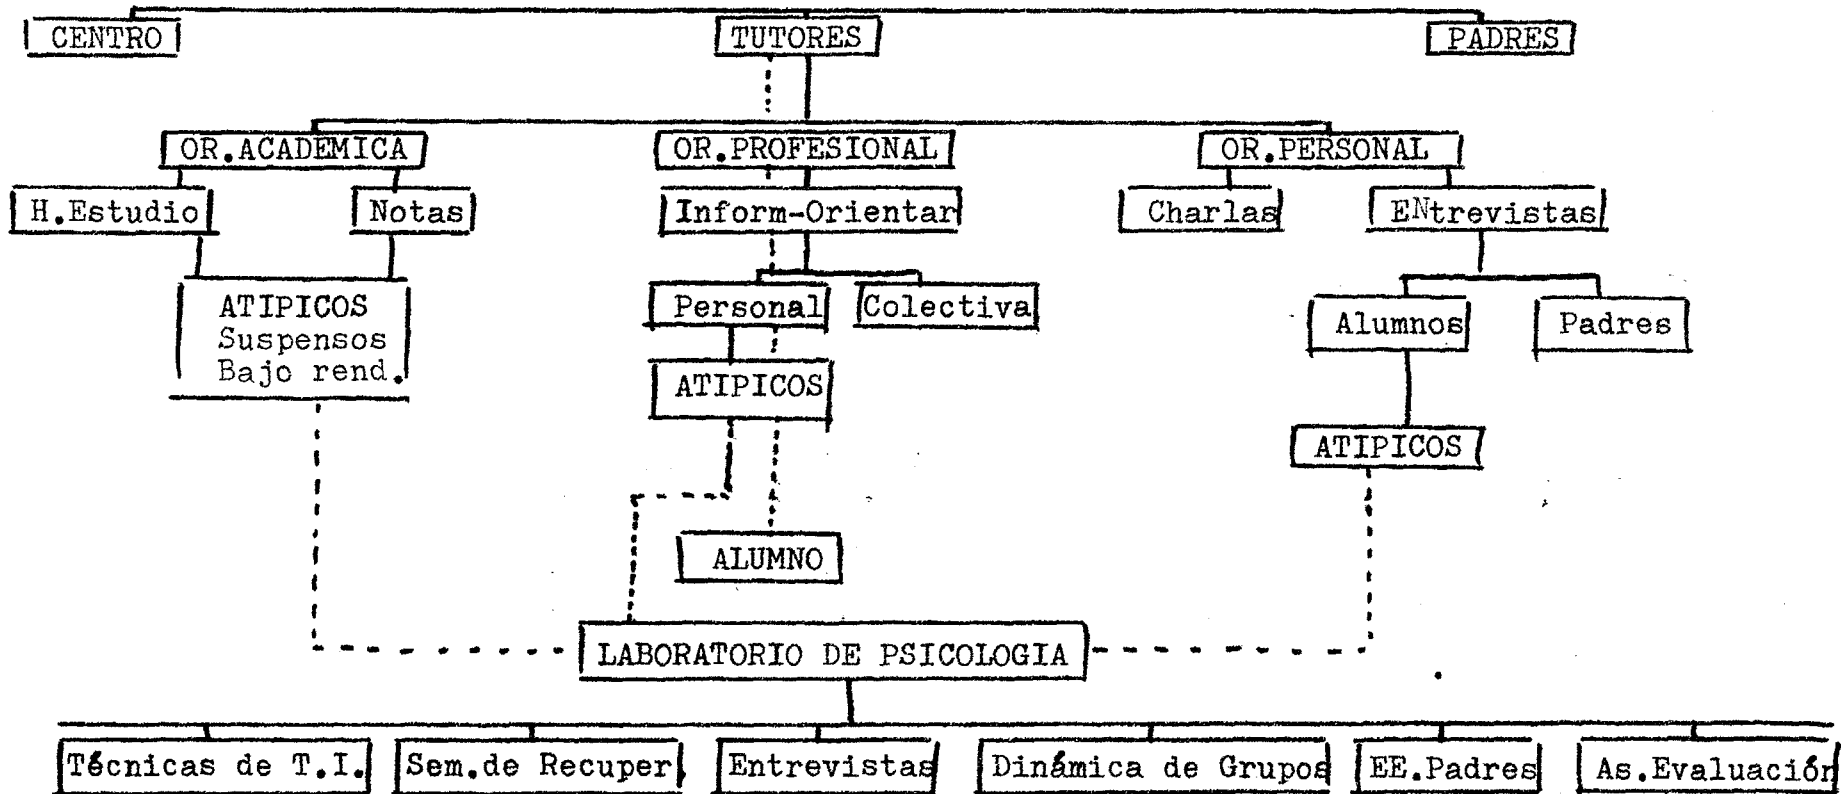 CENTRO TUTORES PADRES
OR.ACADEMICA OR.PROFESIONAL OR.PERSONAL
H.Estudio Notas Inform-Orientar Charlas ENtrevistas
ATIPICOS
Suspensos
Bajo rend.
Personal Colectiva Alumnos Padres
ATIPICOS
ATIPICOS
ALUMNO
LABORATORIO DE PSICOLOGIA
Técnicas de T.I. Sem.de Recuper. Entrevistas Dinámica de Grupos EE.Padres As.Evaluación